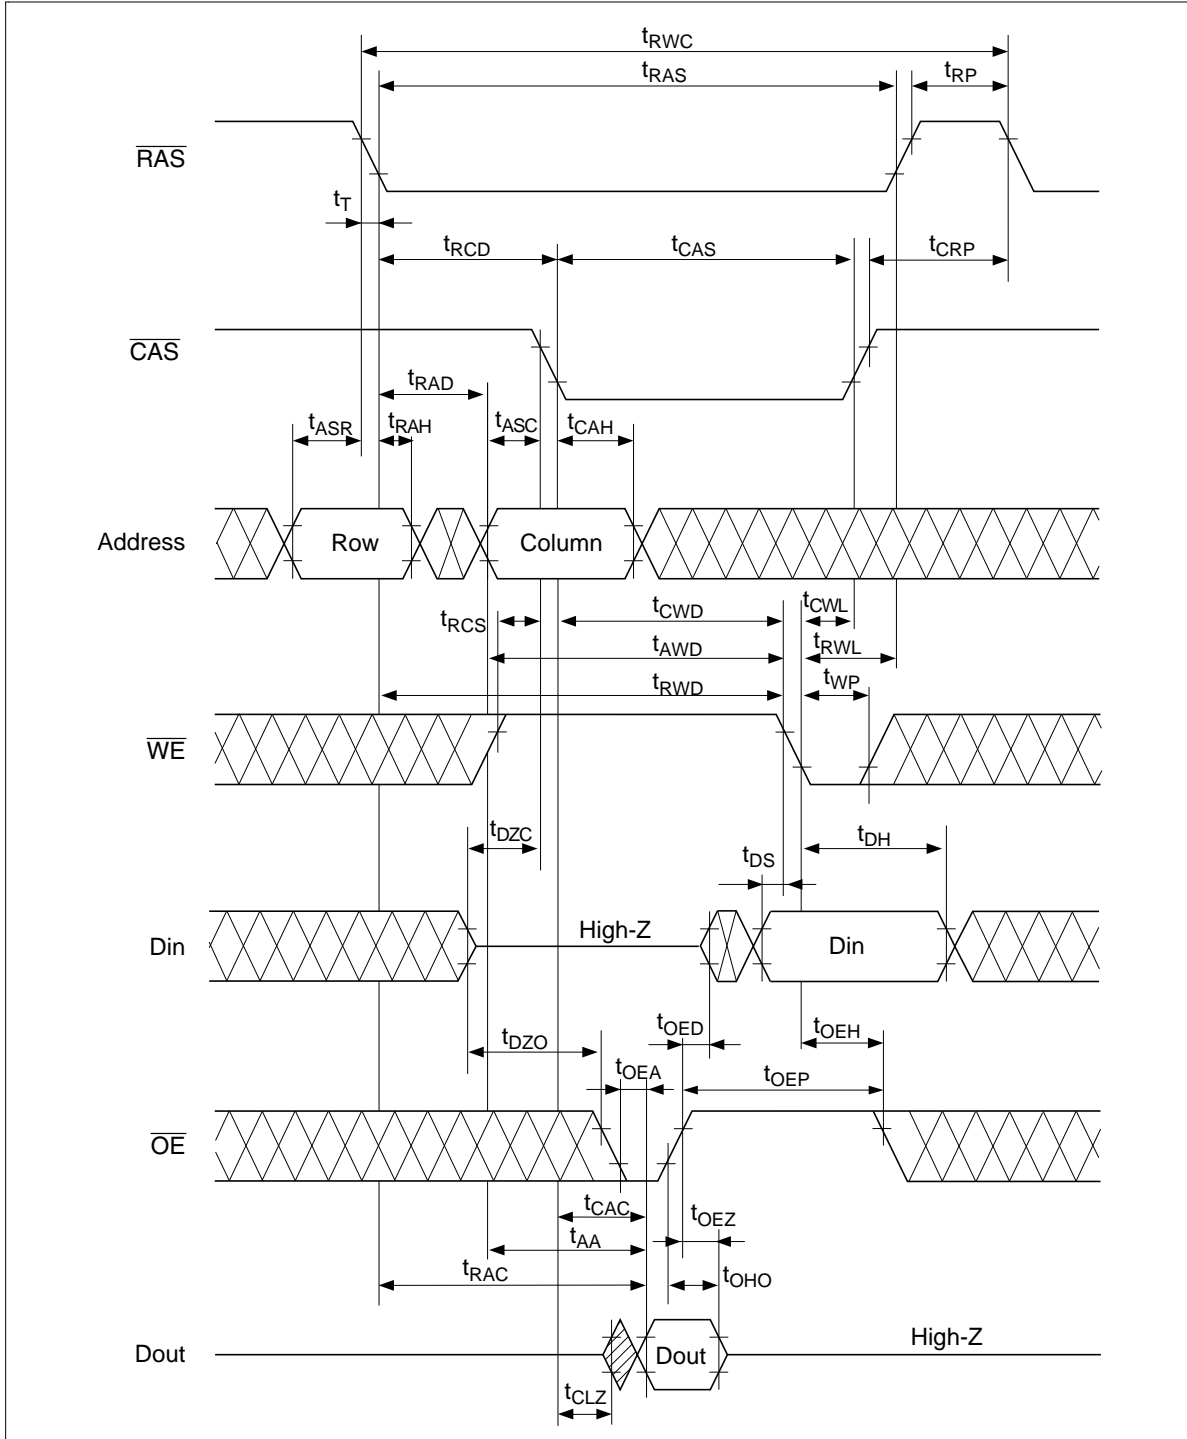 tRWC
tRAS
tRP
RAS
tT
tRCD
tCAS
tCRP
CAS
tRAD
tASR
tRAH
tASC
tCAH
Address
Row
Column
tRCS
tCWD
tCWL
tAWD
tRWL
tRWD
tWP
WE
tDZC
tDH
tDS
Din
High-Z
Din
tDZO
tOED
tOEH
tOEA
tOEP
OE
tCAC
tOEZ
tAA
tRAC
tOHO
Dout
Dout
High-Z
tCLZ